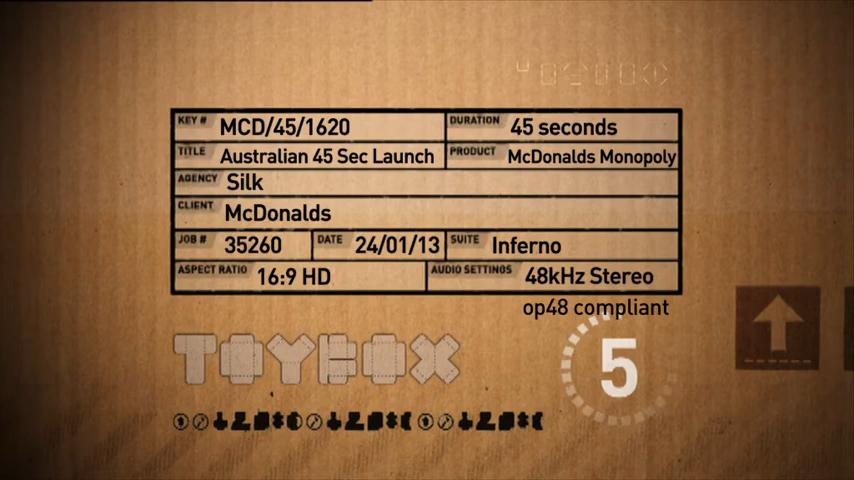 KEY # MCD/45/1620 DURATION 45 seconds
TITLE Australian 45 Sec Launch PRODUCT McDonalds Monopoly
AGENCY Silk
CLIENT McDonalds
JOB # 35260 DATE 24/01/13 SUITE Inferno
ASPECT RATIO 16:9 HD AUDIO SETTINGS 48kHz Stereo
op48 compliant
TOYBOX
5